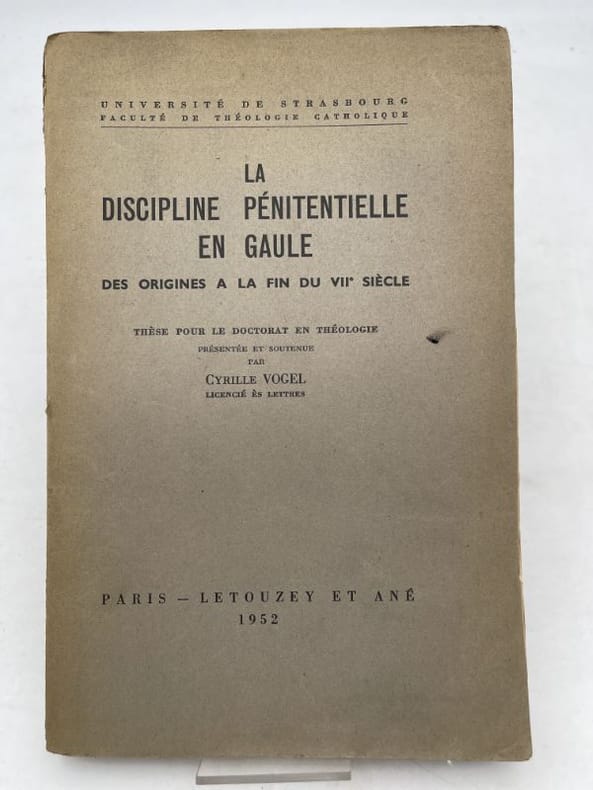 UNIVERSITÉ DE STRASBOURG
FACULTÉ DE THÉOLOGIE CATHOLIQUE
LA
DISCIPLINE PÉNITENTIELLE
EN GAULE
DES ORIGINES A LA FIN DU VIIᵉ SIÈCLE
THÈSE POUR LE DOCTORAT EN THÉOLOGIE
PRÉSENTÉE ET SOUTENUE
PAR
CYRILLE VOGEL
LICENCIÉ ÈS LETTRES
PARIS — LETOUZEY ET ANÉ
1952